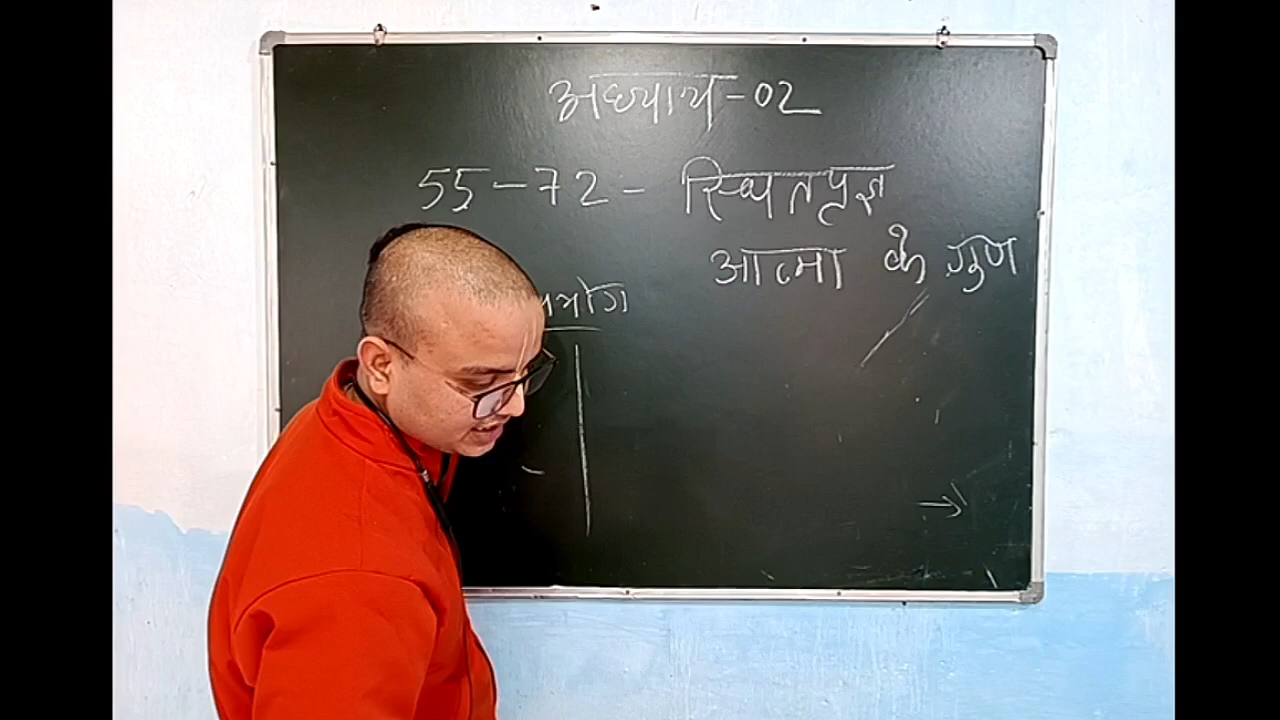 अध्याय-02
55-72- स्थितप्रज्ञ
आत्मा के गुण